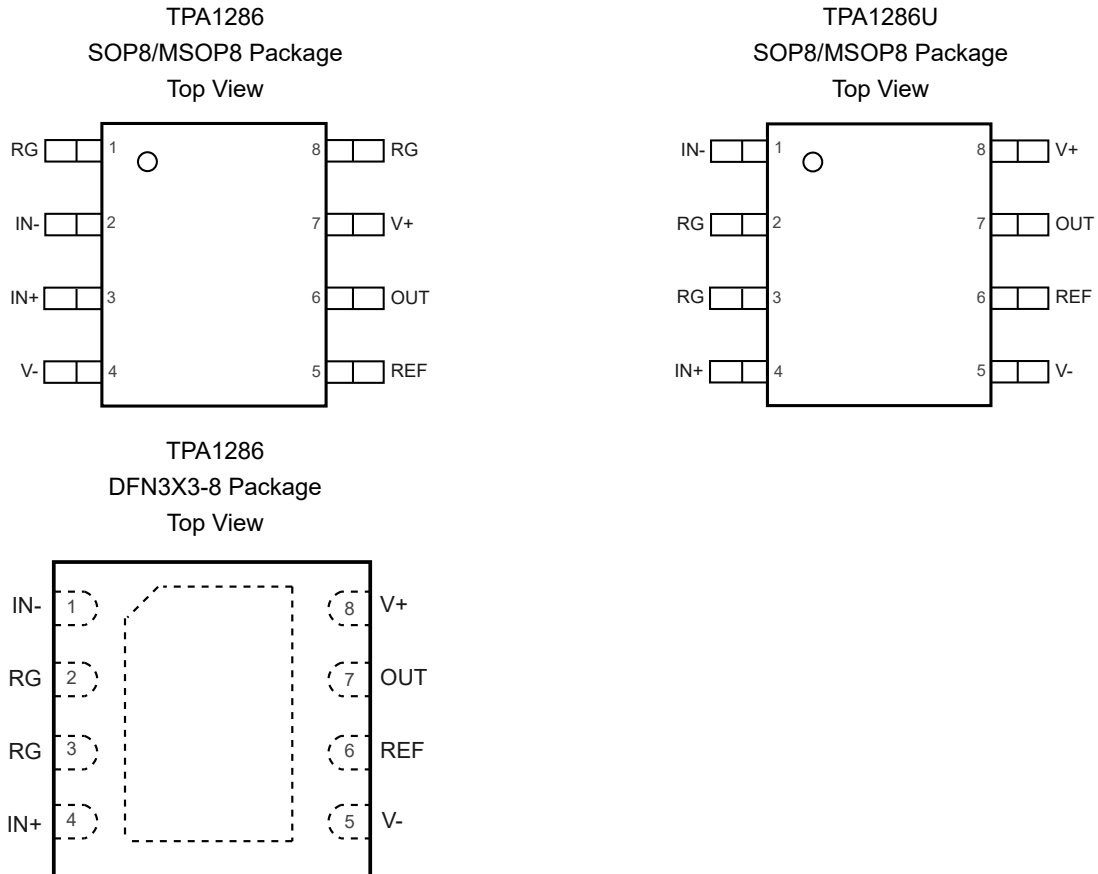 TPA1286
SOP8/MSOP8 Package
Top View
RG 1 8 RG
IN- 2 7 V+
IN+ 3 6 OUT
V- 4 5 REF
TPA1286U
SOP8/MSOP8 Package
Top View
IN- 1 8 V+
RG 2 7 OUT
RG 3 6 REF
IN+ 4 5 V-
TPA1286
DFN3X3-8 Package
Top View
IN- 1 8 V+
RG 2 7 OUT
RG 3 6 REF
IN+ 4 5 V-